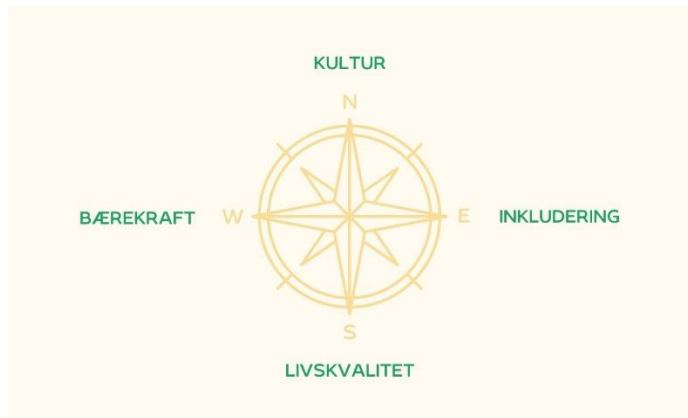 KULTUR
N
BÆREKRAFT W E INKLUDERING
S
LIVSKVALITET